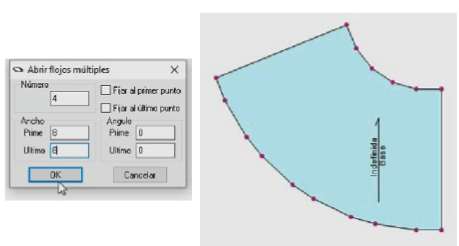 Abrir flojos múltiples
Número
4
Fijar al primer punto
Fijar al último punto
Ancho
Prime 8
Ultimo 8
Angulo
Prime 0
Ultimo 0
OK
Cancelar
Indefinida
Base